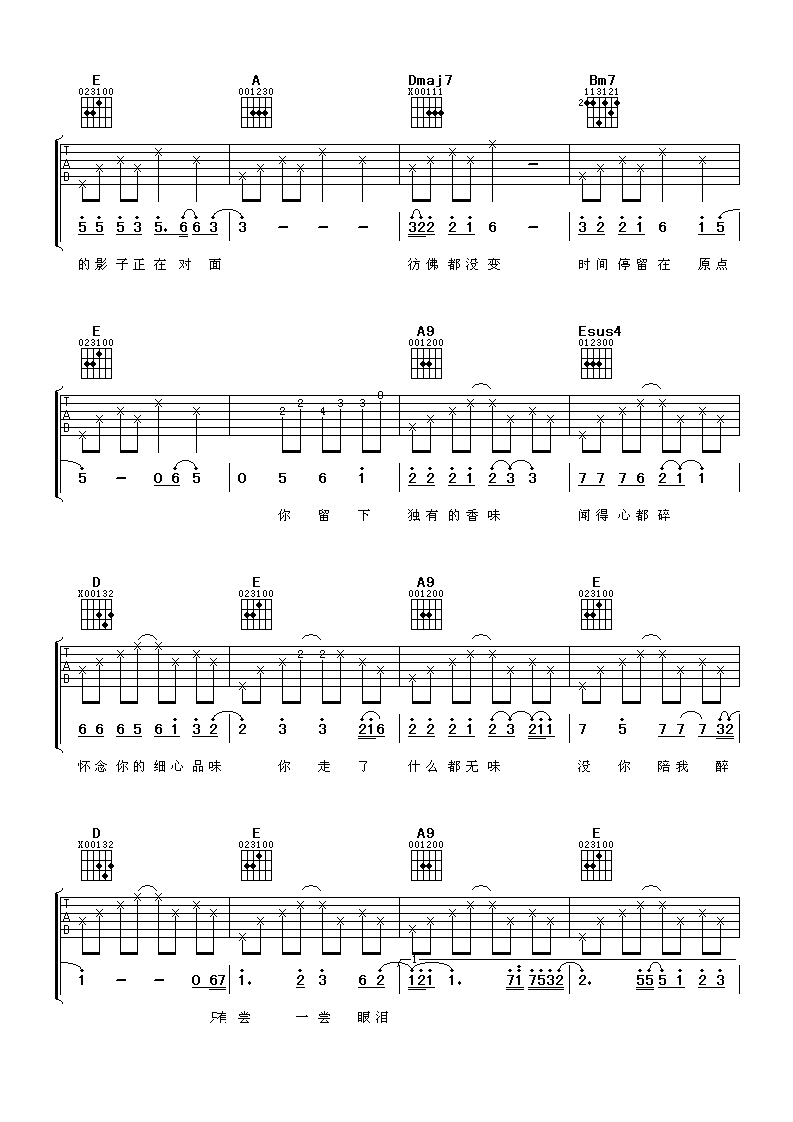 E A Dmaj7 Bm7
023100 001230 X00111 113121
2
T
A
B
5 5 5 3 5. 6 6 3 3 - - - 322 2 1 6 - 3 2 2 1 6 1 5
的影子正在对面 彷佛都没变 时间停留在原点
E A9 Esus4
023100 001200 012300
T
A
B
2 2 4 3 3 0
5 - 0 6 5 0 5 6 1 2 2 2 1 2 3 3 7 7 7 6 2 1 1
你留下 独有的香味 闻得心都碎
D E A9 E
X00132 023100 001200 023100
T
A
B
2 2
6 6 6 5 6 1 3 2 2 3 3 216 2 2 2 1 2 3 211 7 5 7 7 7 32
怀念你的细心品味 你走了 什么都无味 没你陪我醉
D E A9 E
X00132 023100 001200 023100
T
A
B
1
1 - - 0 67 1. 2 3 6 2 121 1. 71 7532 2. 55 5 1 2 3
只有尝一尝眼泪